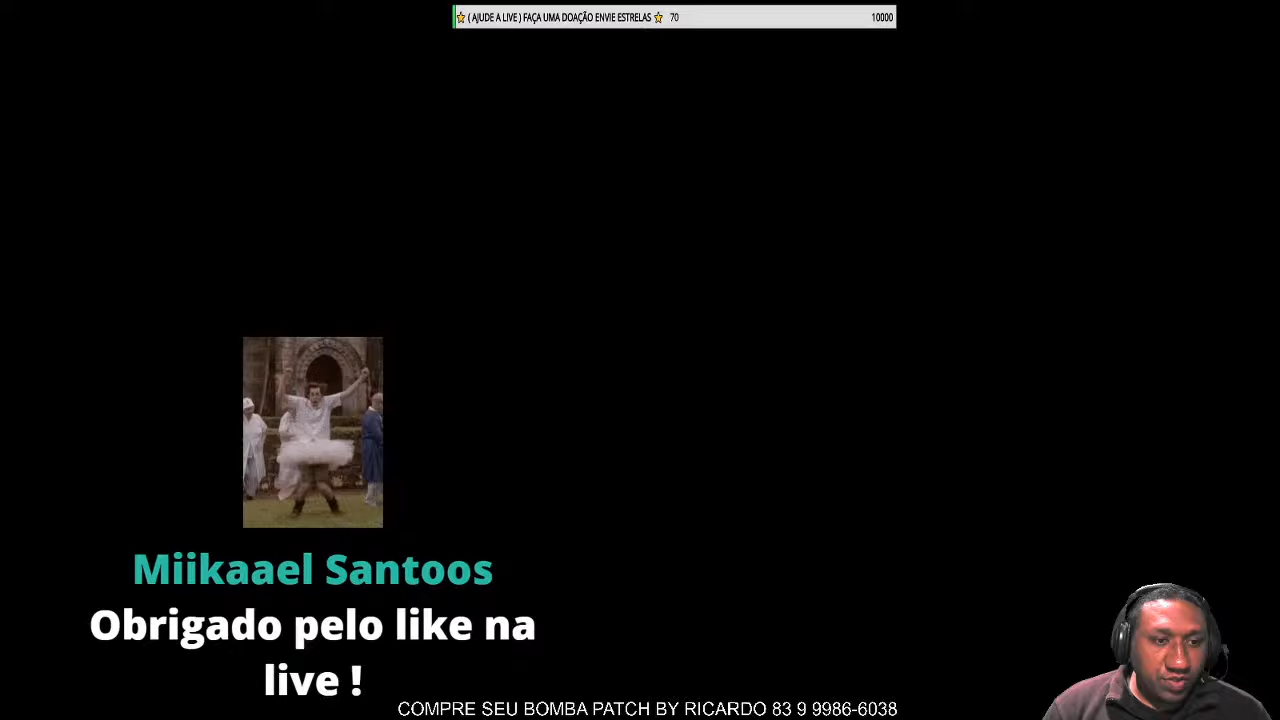 ⭐ ( AJUDE A LIVE ) FAÇA UMA DOAÇÃO ENVIE ESTRELAS ⭐ 70 10000
Miikaael Santoos
Obrigado pelo like na
live !
COMPRE SEU BOMBA PATCH BY RICARDO 83 9 9986-6038